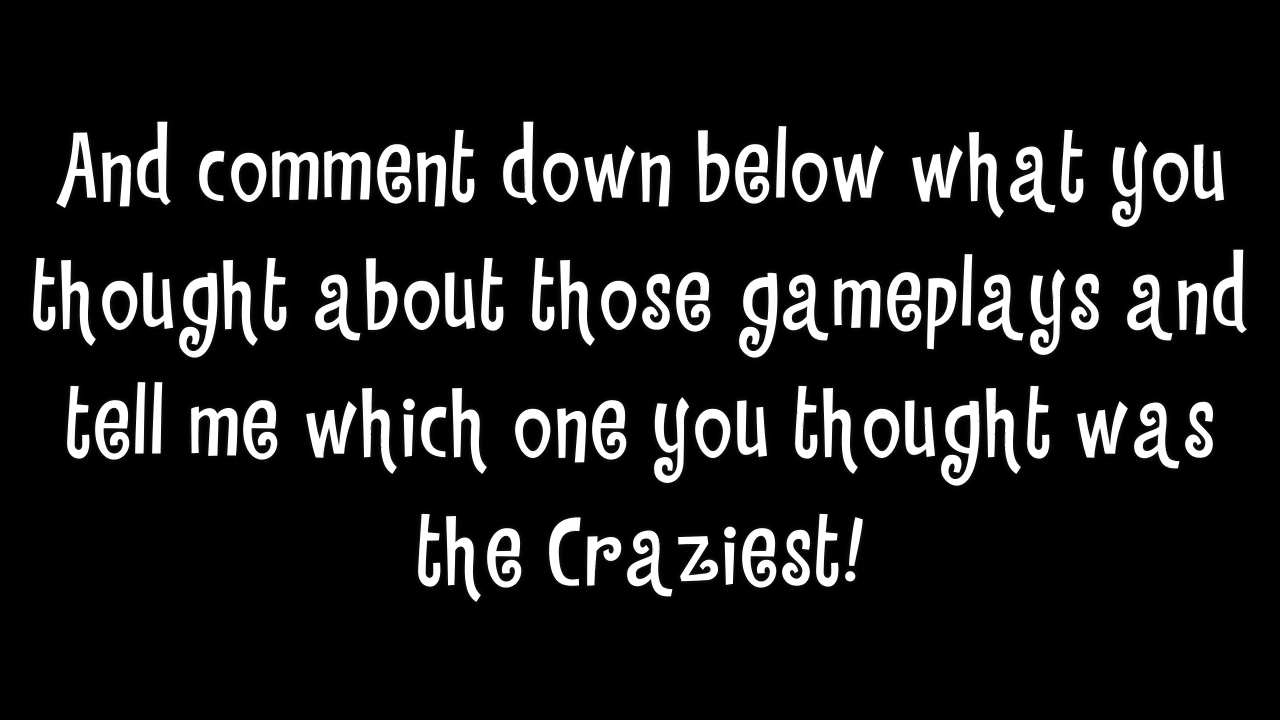 And comment down below what you
thought about those gameplays and
tell me which one you thought was
the Craziest!